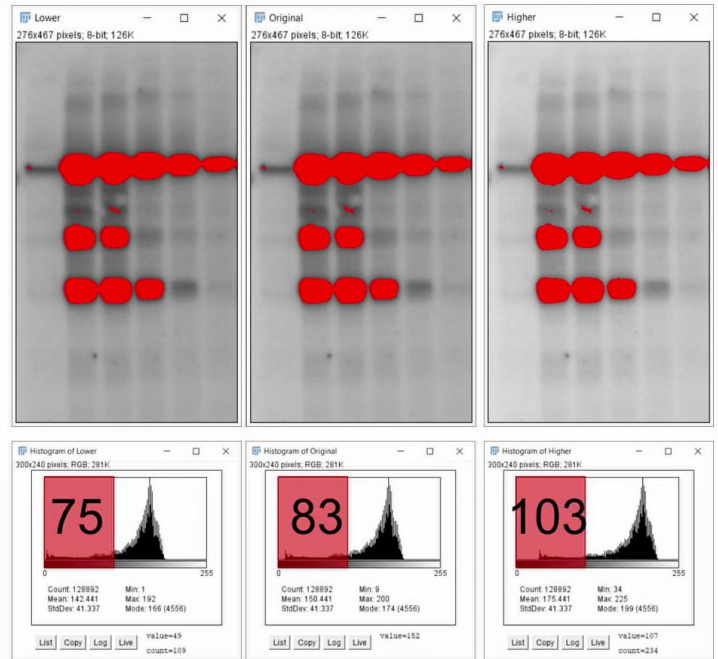 Lower
276x467 pixels; 8-bit; 126K
Original
276x467 pixels; 8-bit; 126K
Higher
276x467 pixels; 8-bit; 126K
Histogram of Lower
300x240 pixels; RGB; 281K
75
0 255
Count: 128892 Min: 1
Mean: 142.441 Max: 192
StdDev: 41.337 Mode: 166 (4556)
List Copy Log Live
value=49
count=109
Histogram of Original
300x240 pixels; RGB; 281K
83
0 255
Count: 128892 Min: 9
Mean: 150.441 Max: 200
StdDev: 41.337 Mode: 174 (4556)
List Copy Log Live
value=152
Histogram of Higher
300x240 pixels; RGB; 281K
103
0 255
Count: 128892 Min: 34
Mean: 175.441 Max: 225
StdDev: 41.337 Mode: 199 (4556)
List Copy Log Live
value=107
count=234